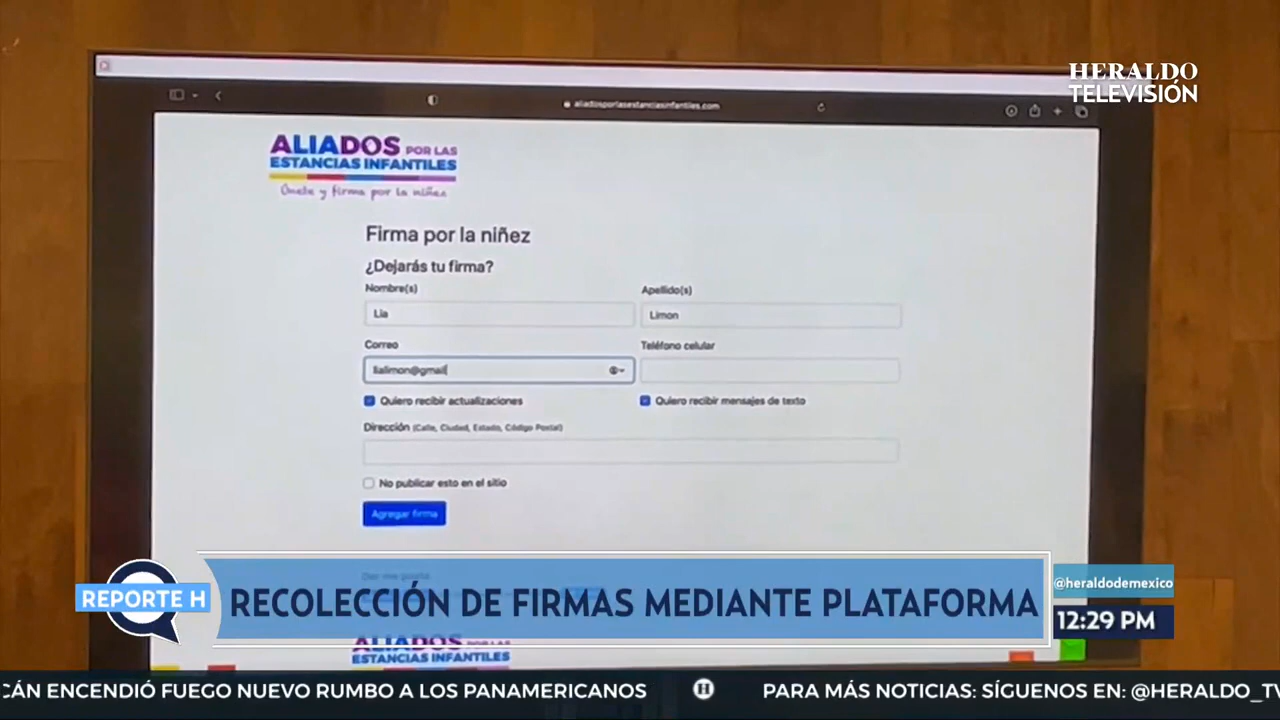 HERALDO
TELEVISIÓN
aliadosporlasestanciasinfantiles.com
ALIADOS POR LAS
ESTANCIAS INFANTILES
Únete y firma por la niñez
Firma por la niñez
¿Dejarás tu firma?
Nombre(s)
Apellido(s)
Lia
Limon
Correo
Teléfono celular
lialimon@gmail
Quiero recibir actualizaciones
Quiero recibir mensajes de texto
Dirección (Calle, Ciudad, Estado, Código Postal)
No publicar esto en el sitio
Agregar firma
REPORTE H
RECOLECCIÓN DE FIRMAS MEDIANTE PLATAFORMA
@heraldodemexico
12:29 PM
ALIADOS POR LAS
ESTANCIAS INFANTILES
CÁN ENCENDIÓ FUEGO NUEVO RUMBO A LOS PANAMERICANOS
H
PARA MÁS NOTICIAS: SÍGUENOS EN: @HERALDO_TV